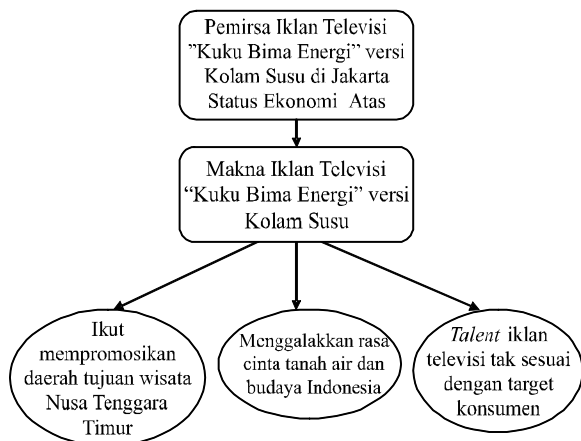 Pemirsa Iklan Televisi
”Kuku Bima Energi” versi
Kolam Susu di Jakarta
Status Ekonomi Atas
Makna Iklan Televisi
“Kuku Bima Energi” versi
Kolam Susu
Ikut
mempromosikan
daerah tujuan wisata
Nusa Tenggara
Timur
Menggalakkan rasa
cinta tanah air dan
budaya Indonesia
Talent iklan
televisi tak sesuai
dengan target
konsumen